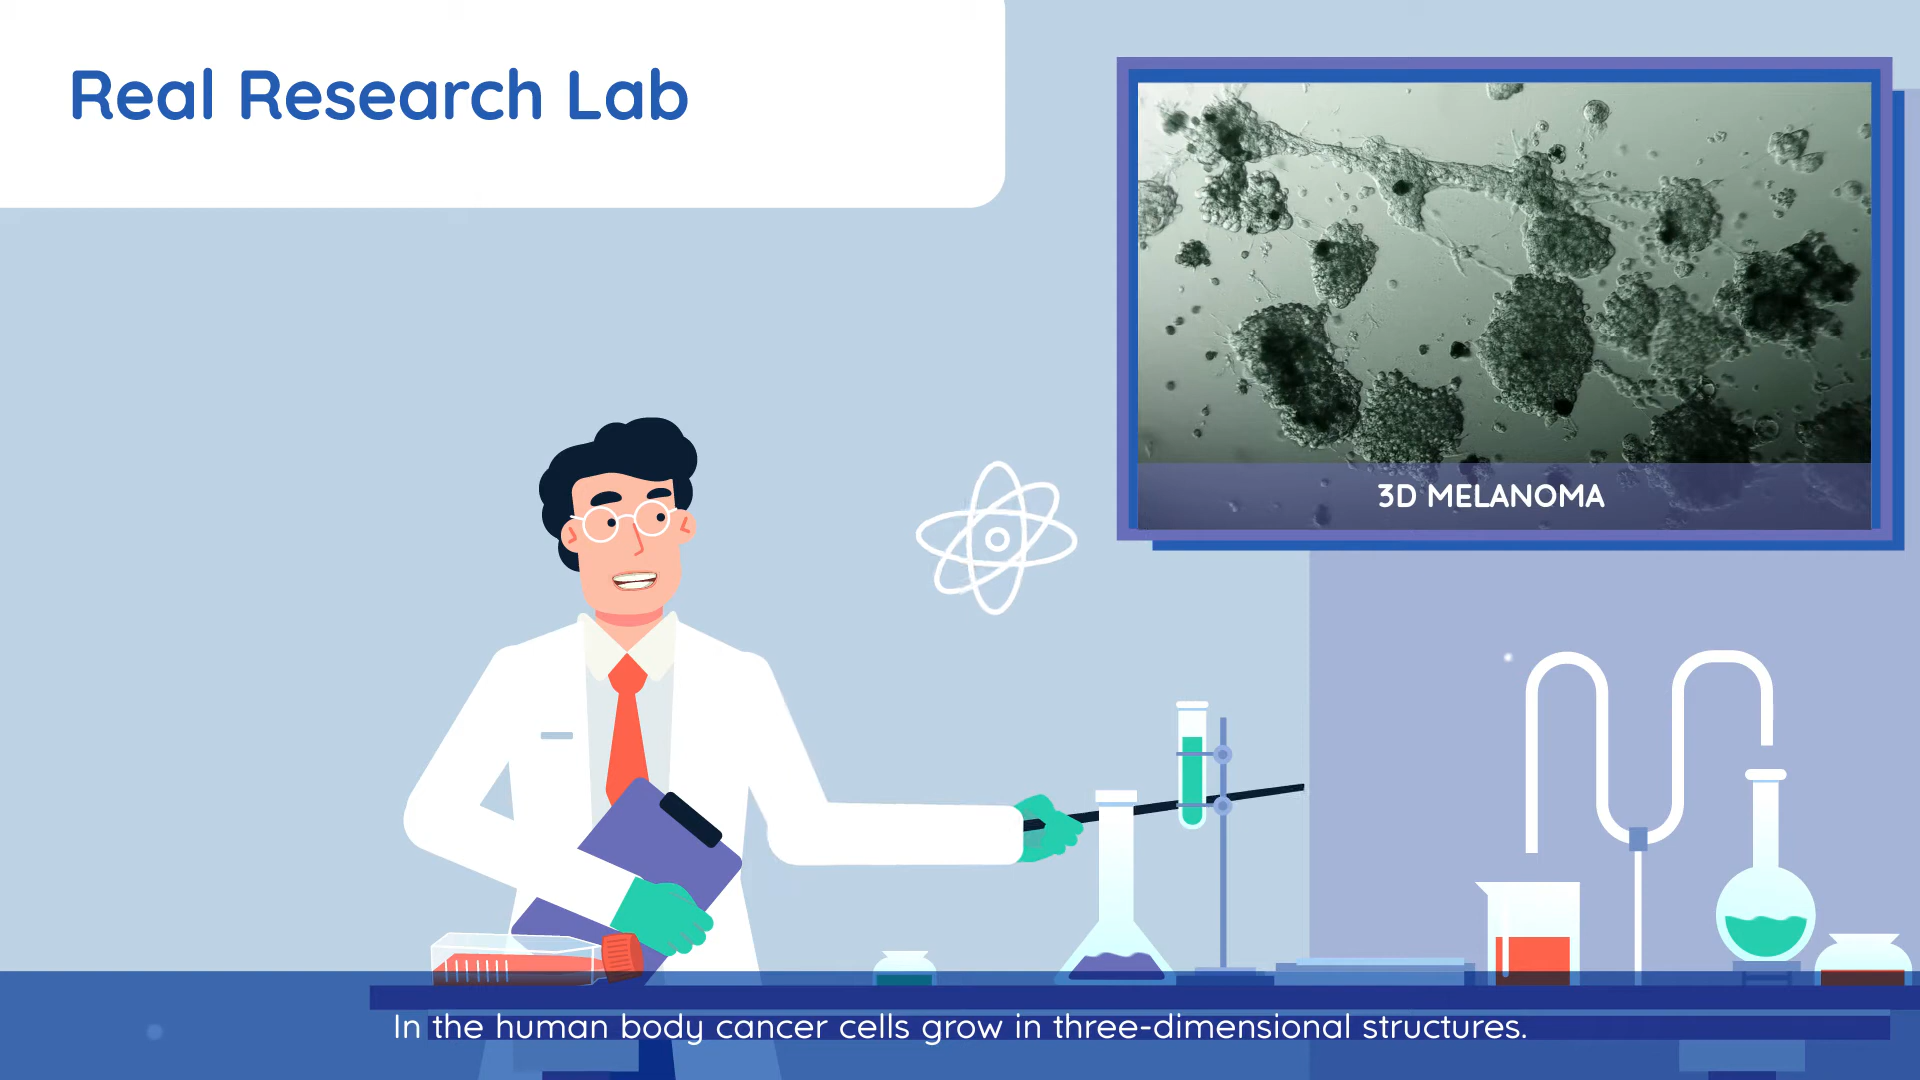 Real Research Lab
3D MELANOMA
In the human body cancer cells grow in three-dimensional structures.